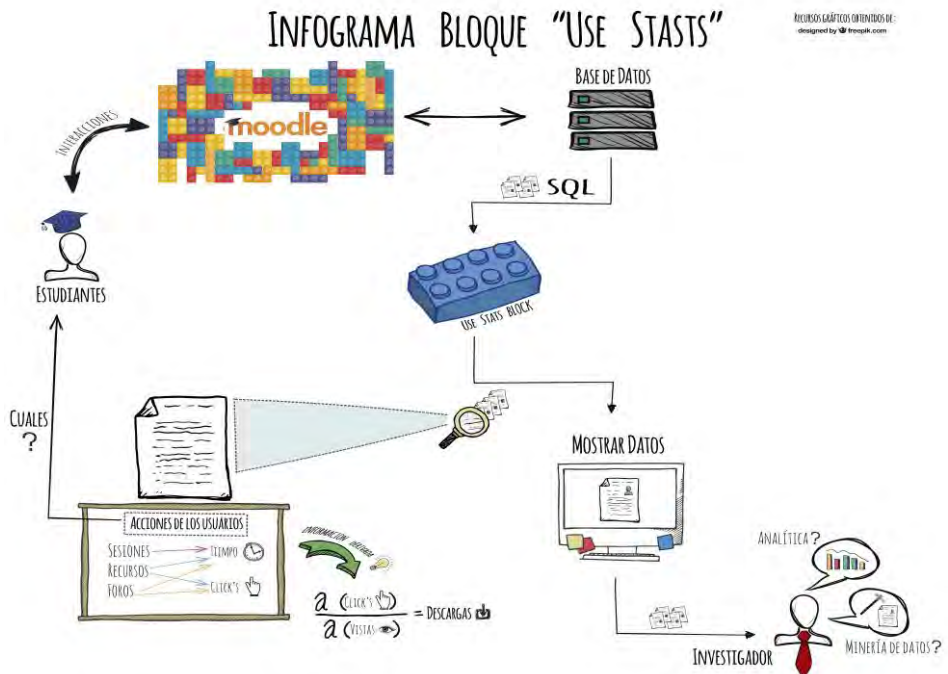 INFOGRAMA BLOQUE "USE STASTS"
RECURSOS GRÁFICOS OBTENIDOS DE:
designed by freepik.com
BASE DE DATOS
INTERACCIONES
moodle
SQL
ESTUDIANTES
USE STATS BLOCK
CUALES
?
MOSTRAR DATOS
ACCIONES DE LOS USUARIOS
SESIONES
TIEMPO
RECURSOS
FOROS
CLICK'S
INFORMACION
a (CLICK'S)
a (VISTAS)
= DESCARGAS
ANALÍTICA?
MINERÍA DE DATOS?
INVESTIGADOR